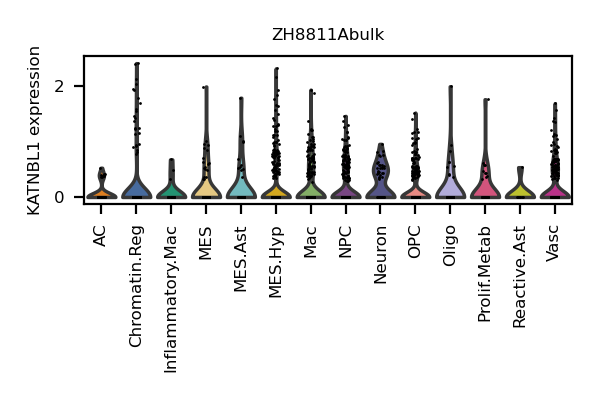 ZH8811Abulk
KATNBL1 expression
2
0
AC
Chromatin.Reg
Inflammatory.Mac
MES
MES.Ast
MES.Hyp
Mac
NPC
Neuron
OPC
Oligo
Prolif.Metab
Reactive.Ast
Vasc